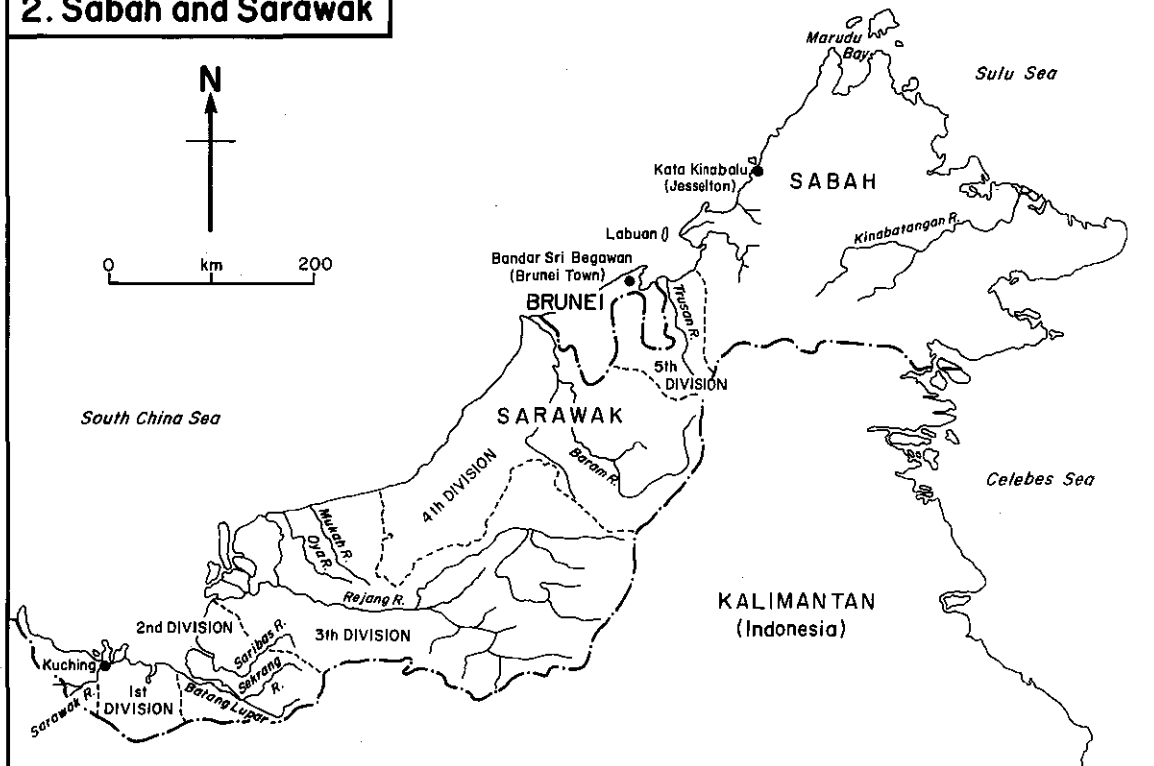 2. Sabah and Sarawak
N
0 km 200
Marudu
Bay
Sulu Sea
Kata Kinabalu
(Jesselton)
SABAH
Kinabatangan R.
Labuan
Bandar Sri Begawan
(Brunei Town)
BRUNEI
Trusan R.
5th
DIVISION
South China Sea
SARAWAK
Baram R.
4th DIVISION
Celebes Sea
Mukah R.
Oya R.
Rejang R.
KALIMANTAN
(Indonesia)
2nd DIVISION
3th DIVISION
Saribas R.
Kuching
Sekrang
R.
Sarawak R.
1st
DIVISION
Batang Lupar